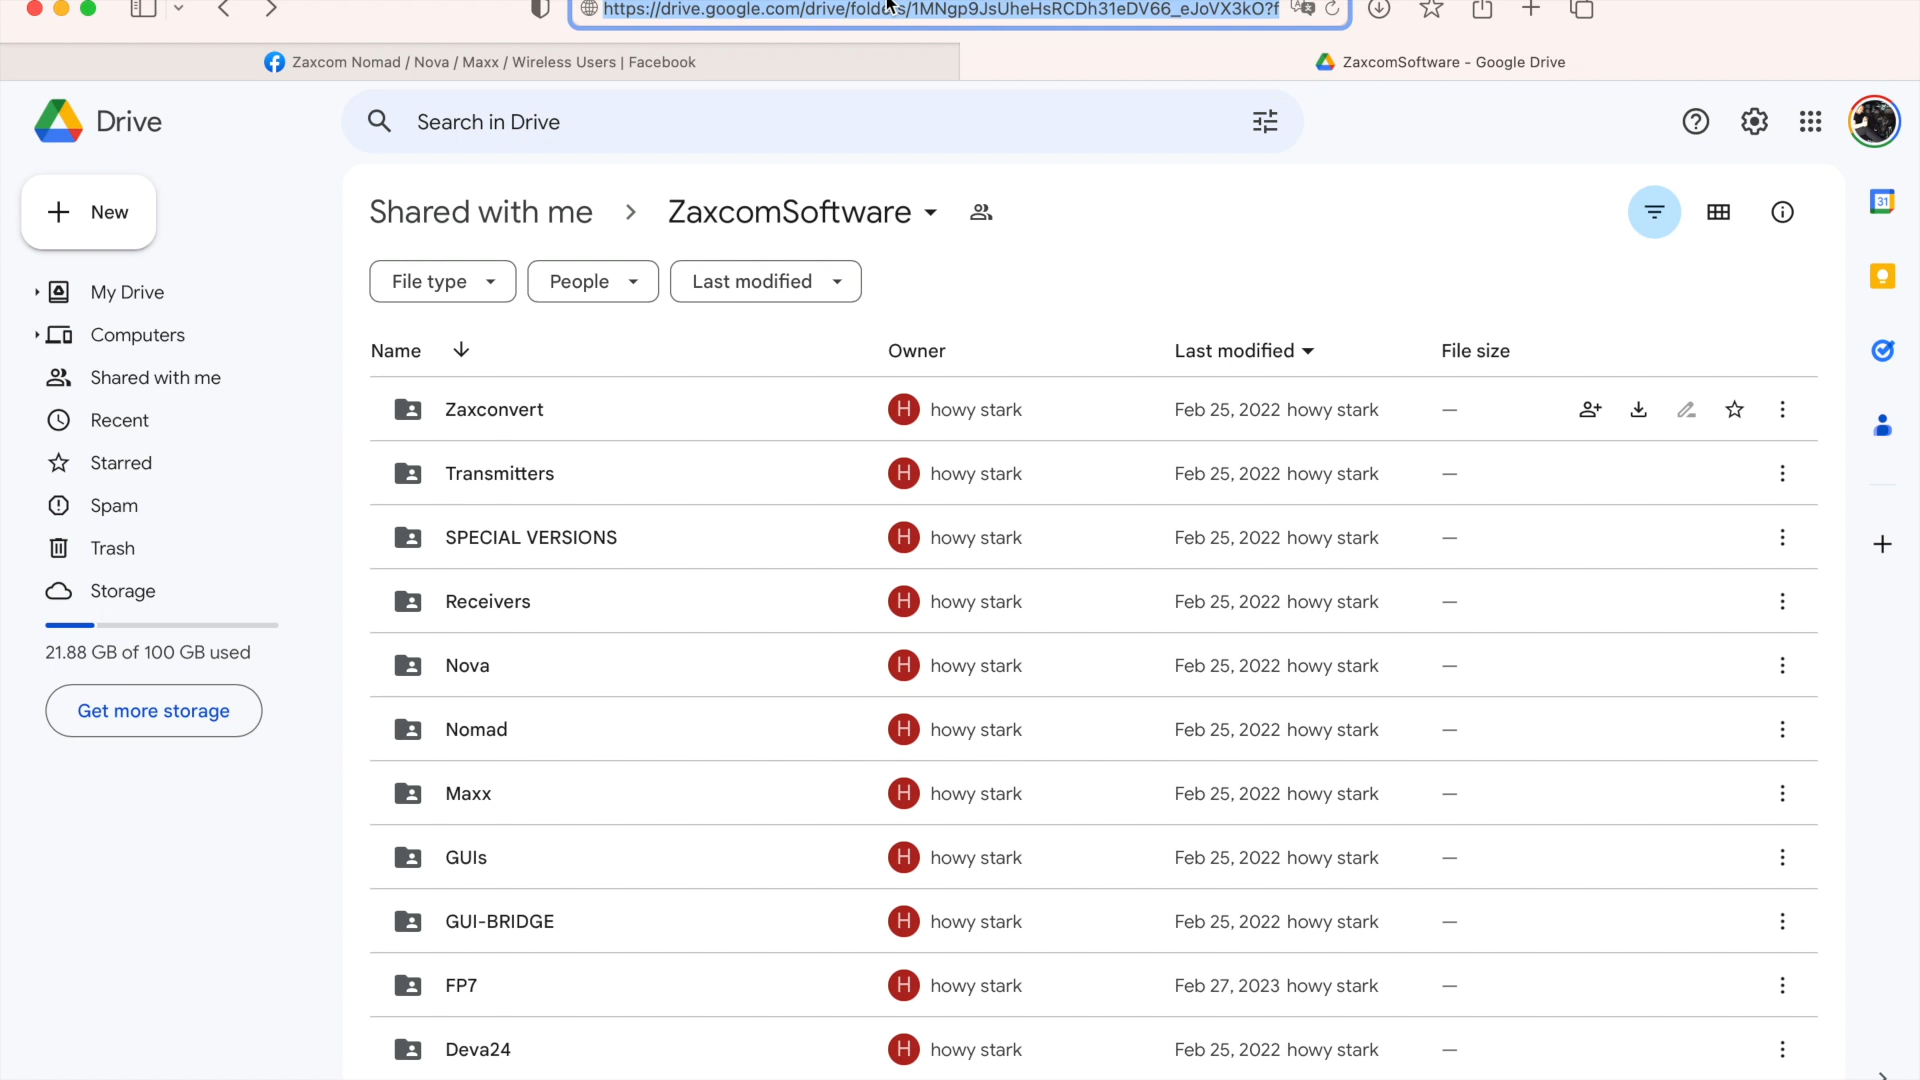 https://drive.google.com/drive/folders/1MNgp9JsUheHsRCDh31eDV66_eJoVX3kO?f
Zaxcom Nomad / Nova / Maxx / Wireless Users | Facebook
ZaxcomSoftware - Google Drive
Drive
Search in Drive
New
Shared with me
ZaxcomSoftware
31
File type
People
Last modified
My Drive
Computers
Shared with me
Recent
Starred
Spam
Trash
Storage
21.88 GB of 100 GB used
Get more storage
Name Owner Last modified File size
Zaxconvert H howy stark Feb 25, 2022 howy stark —
Transmitters H howy stark Feb 25, 2022 howy stark —
SPECIAL VERSIONS H howy stark Feb 25, 2022 howy stark —
Receivers H howy stark Feb 25, 2022 howy stark —
Nova H howy stark Feb 25, 2022 howy stark —
Nomad H howy stark Feb 25, 2022 howy stark —
Maxx H howy stark Feb 25, 2022 howy stark —
GUIs H howy stark Feb 25, 2022 howy stark —
GUI-BRIDGE H howy stark Feb 25, 2022 howy stark —
FP7 H howy stark Feb 27, 2023 howy stark —
Deva24 H howy stark Feb 25, 2022 howy stark —